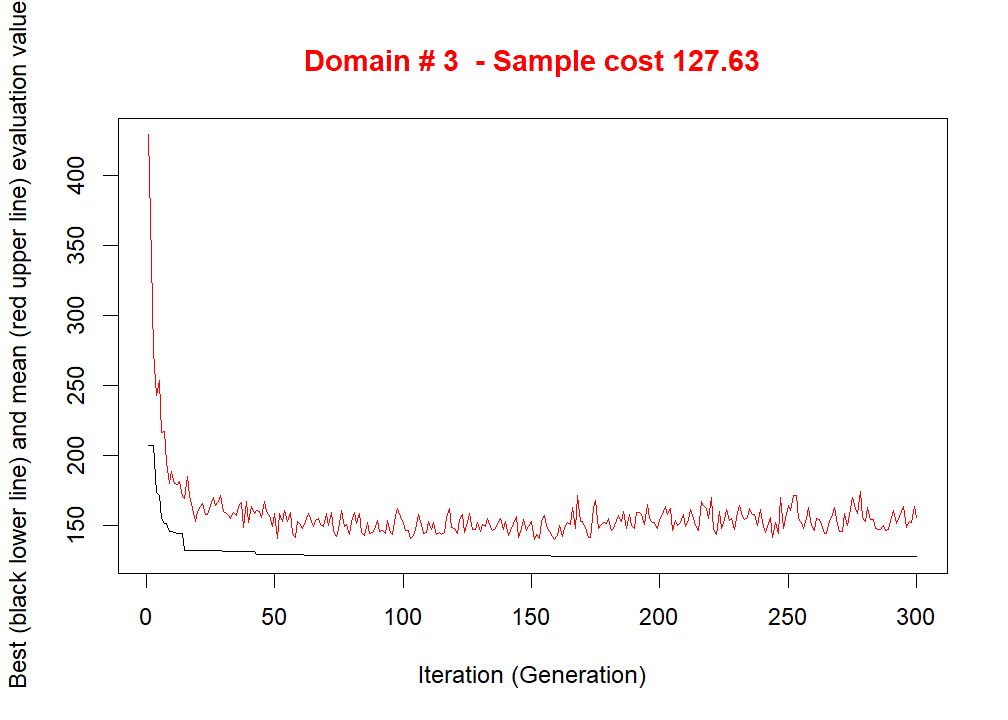 Domain # 3  - Sample cost 127.63
Best (black lower line) and mean (red upper line) evaluation value
400
350
300
250
200
150
0 50 100 150 200 250 300
Iteration (Generation)